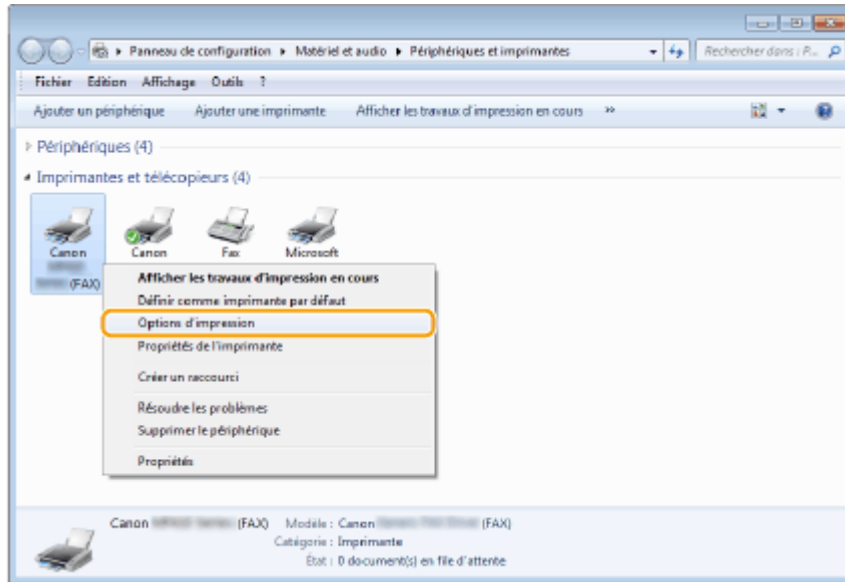 Panneau de configuration ▸ Matériel et audio ▸ Périphériques et imprimantes Rechercher dans : P...
Fichier Edition Affichage Outils ?
Ajouter un périphérique Ajouter une imprimante Afficher les travaux d'impression en cours »
Périphériques (4)
Imprimantes et télécopieurs (4)
Canon Canon Fax Microsoft
(FAX)
Afficher les travaux d'impression en cours
Définir comme imprimante par défaut
Options d'impression
Propriétés de l'imprimante
Créer un raccourci
Résoudre les problèmes
Supprimer le périphérique
Propriétés
Canon (FAX) Modèle : Canon (FAX)
Catégorie : Imprimante
État : 0 document(s) en file d'attente